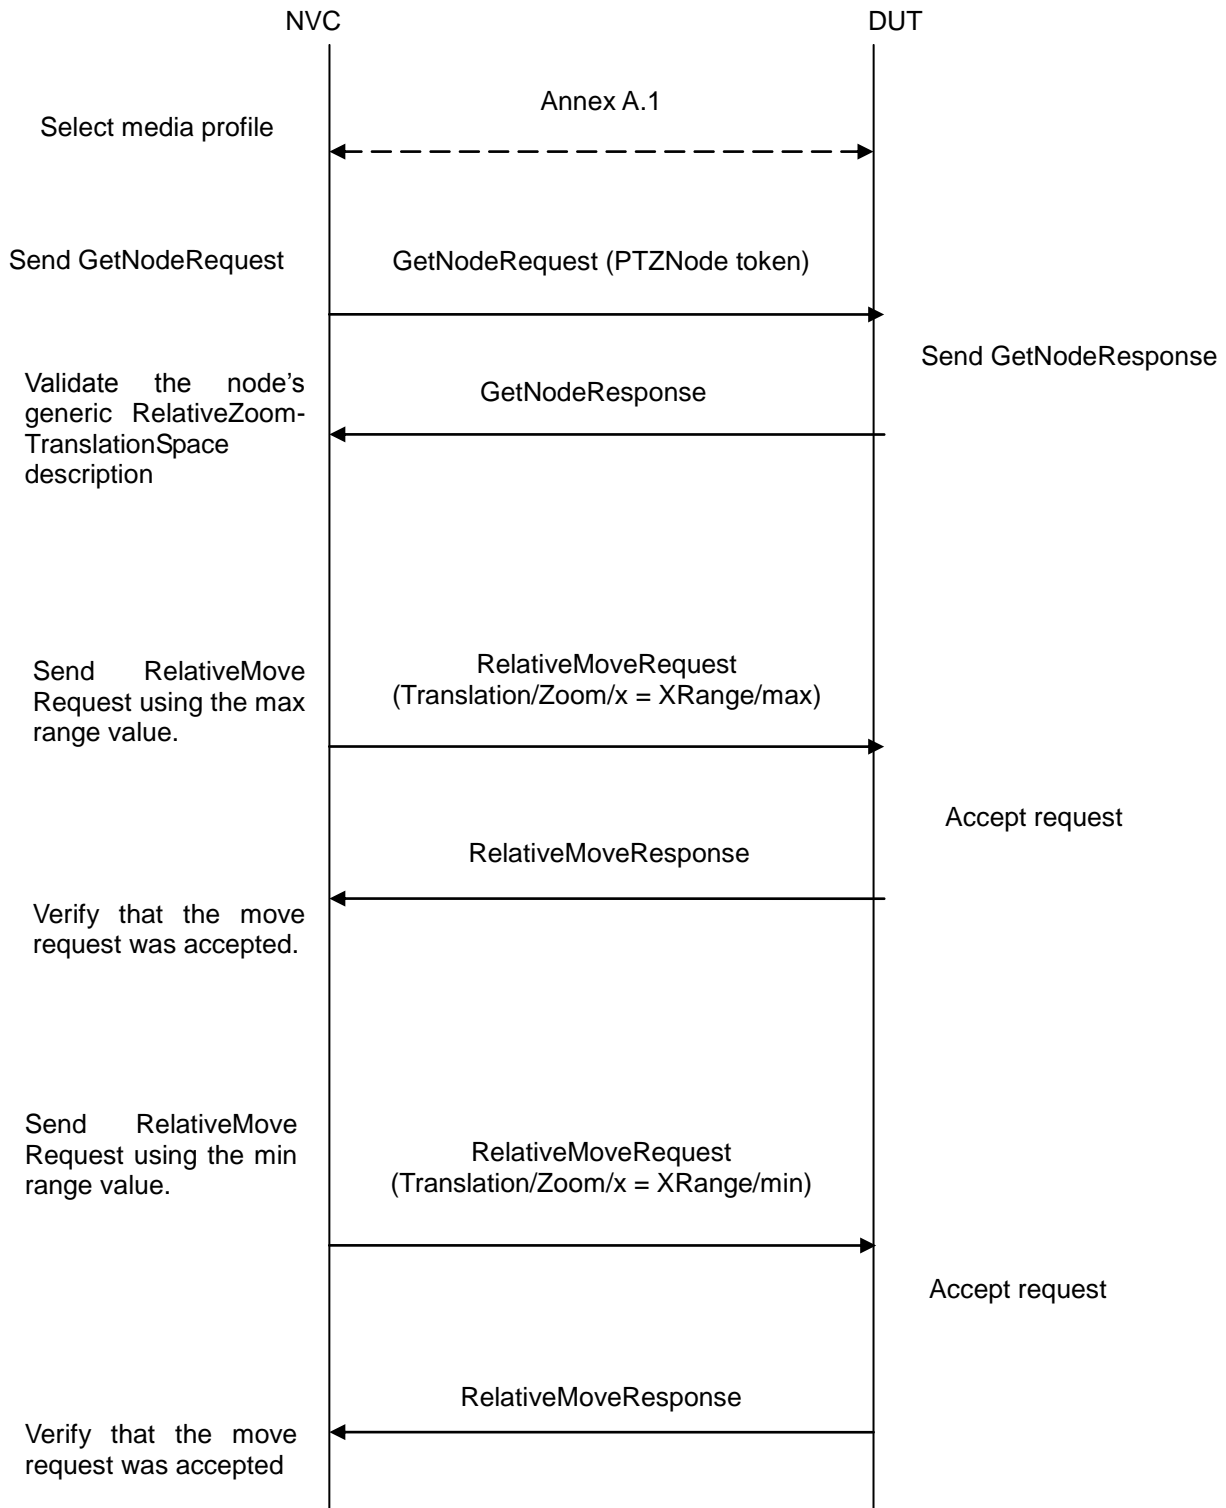 NVC
DUT
Annex A.1
Select media profile
Send GetNodeRequest
GetNodeRequest (PTZNode token)
Send GetNodeResponse
Validate the node’s
generic RelativeZoom-
TranslationSpace
description
GetNodeResponse
Send RelativeMove
Request using the max
range value.
RelativeMoveRequest
(Translation/Zoom/x = XRange/max)
Accept request
RelativeMoveResponse
Verify that the move
request was accepted.
Send RelativeMove
Request using the min
range value.
RelativeMoveRequest
(Translation/Zoom/x = XRange/min)
Accept request
RelativeMoveResponse
Verify that the move
request was accepted